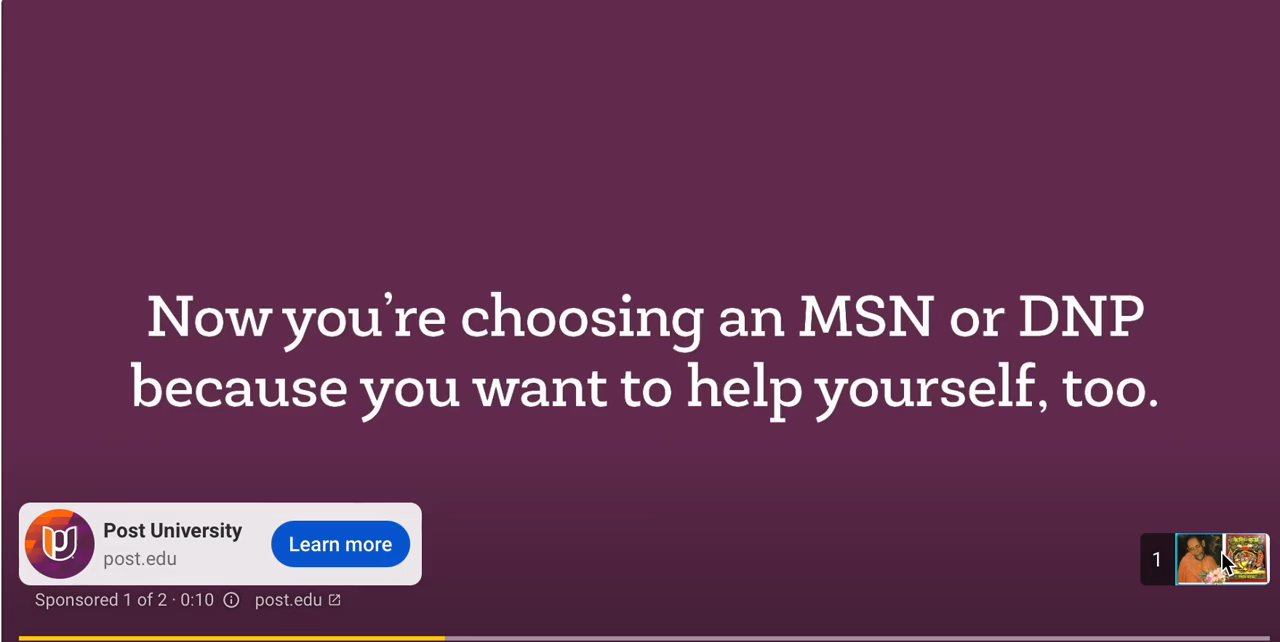 Now you’re choosing an MSN or DNP
because you want to help yourself, too.
Post University
post.edu
Learn more
Sponsored 1 of 2 · 0:10
post.edu
1